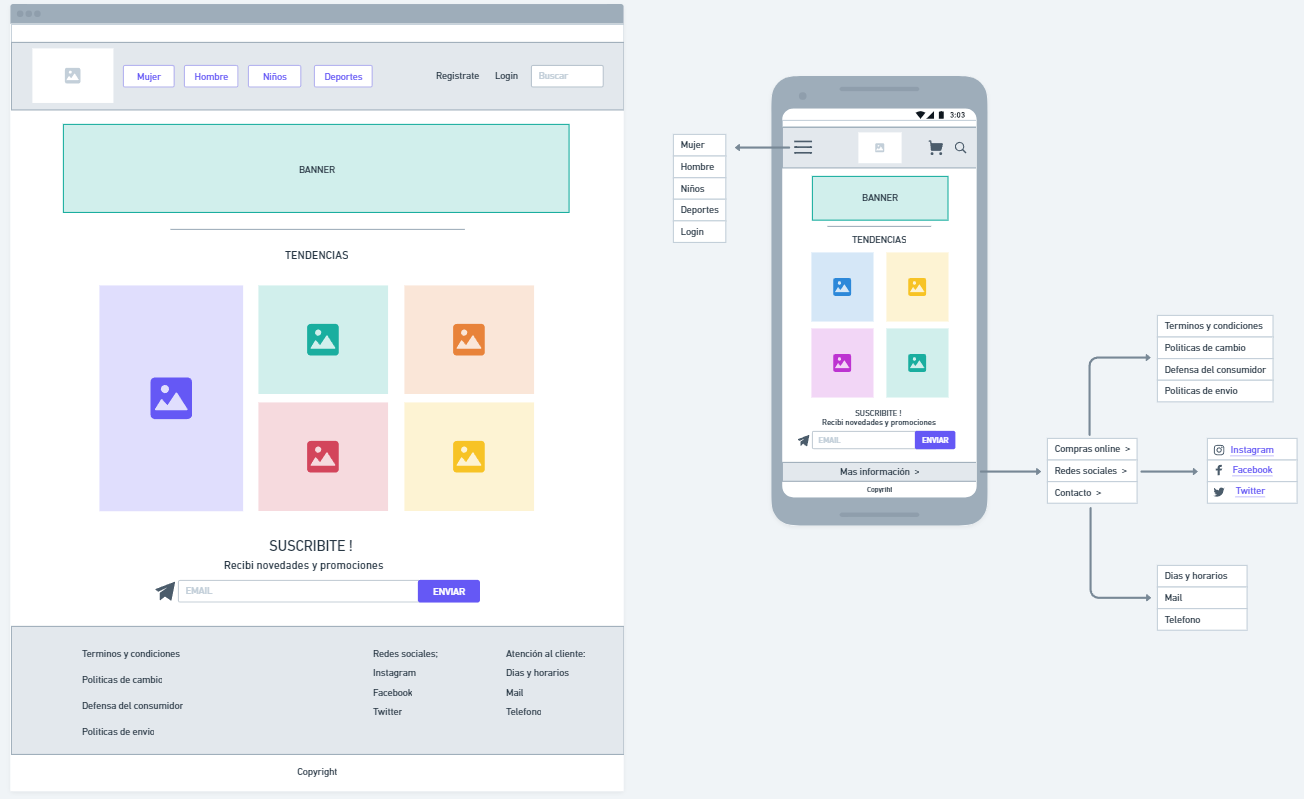 Mujer Hombre Niños Deportes Registrate Login Buscar
BANNER
TENDENCIAS
SUSCRIBITE !
Recibi novedades y promociones
EMAIL ENVIAR
Terminos y condiciones
Politicas de cambio
Defensa del consumidor
Politicas de envio
Redes sociales;
Instagram
Facebook
Twitter
Atención al cliente:
Dias y horarios
Mail
Telefono
Copyright
Mujer
Hombre
Niños
Deportes
Login
3:03
BANNER
TENDENCIAS
SUSCRIBITE !
Recibi novedades y promociones
EMAIL ENVIAR
Mas información >
Copyriht
Compras online >
Redes sociales >
Contacto >
Terminos y condiciones
Politicas de cambio
Defensa del consumidor
Politicas de envio
Instagram
Facebook
Twitter
Dias y horarios
Mail
Telefono